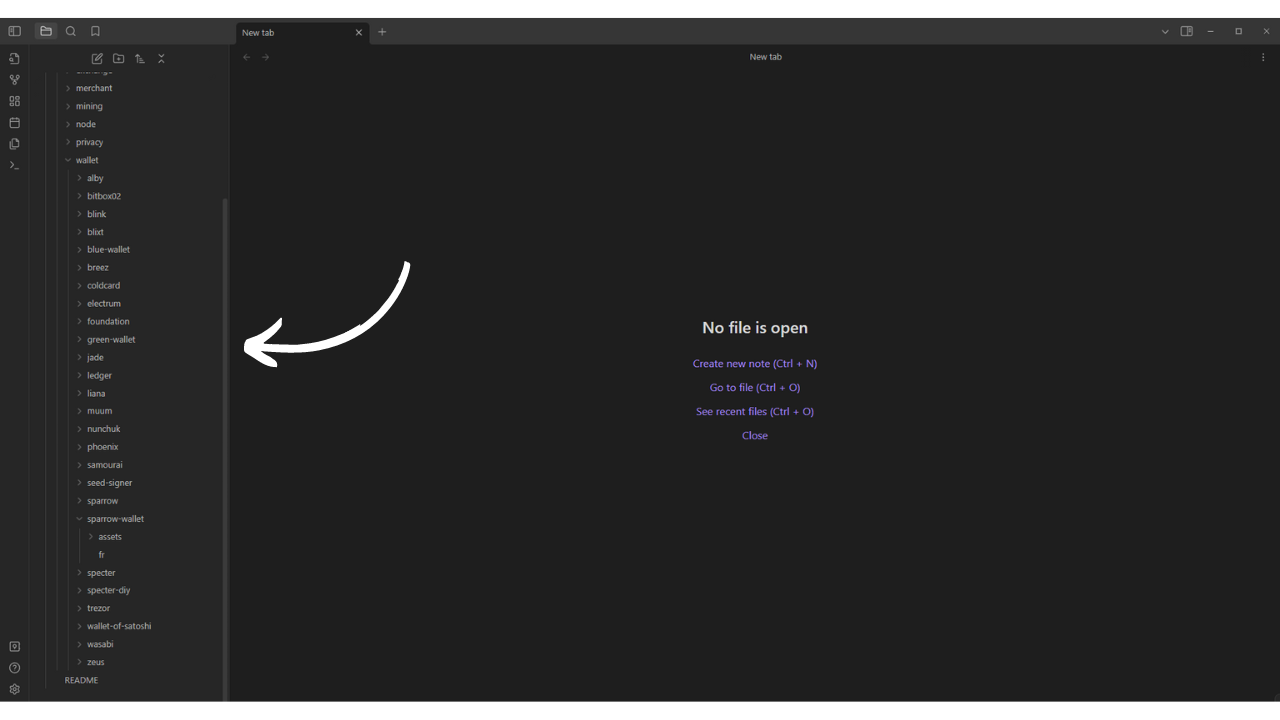 New tab
New tab
exchange
merchant
mining
node
privacy
wallet
alby
bitbox02
blink
blixt
blue-wallet
breez
coldcard
electrum
foundation
green-wallet
jade
ledger
liana
muum
nunchuk
phoenix
samourai
seed-signer
sparrow
sparrow-wallet
assets
fr
specter
specter-diy
trezor
wallet-of-satoshi
wasabi
zeus
README
No file is open
Create new note (Ctrl + N)
Go to file (Ctrl + O)
See recent files (Ctrl + O)
Close